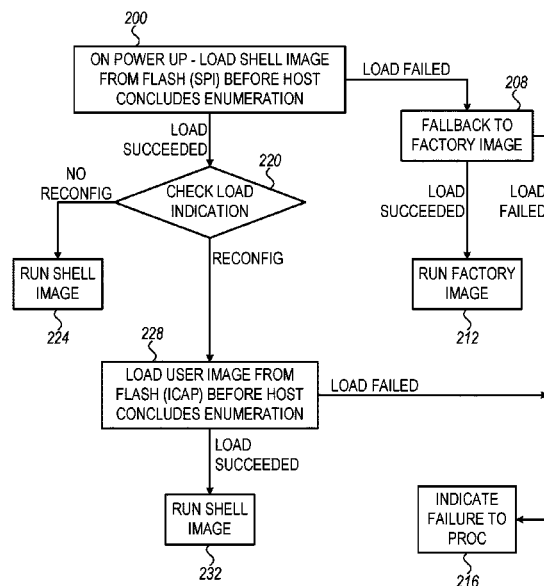 200
ON POWER UP - LOAD SHELL IMAGE
FROM FLASH (SPI) BEFORE HOST
CONCLUDES ENUMERATION
LOAD FAILED
208
FALLBACK TO
FACTORY IMAGE
LOAD
SUCCEEDED
220
NO
RECONFIG
CHECK LOAD
INDICATION
LOAD
SUCCEEDED
LOAD
FAILED
RECONFIG
RUN SHELL
IMAGE
224
RUN FACTORY
IMAGE
212
228
LOAD USER IMAGE FROM
FLASH (ICAP) BEFORE HOST
CONCLUDES ENUMERATION
LOAD FAILED
LOAD
SUCCEEDED
RUN SHELL
IMAGE
232
INDICATE
FAILURE TO
PROC
216